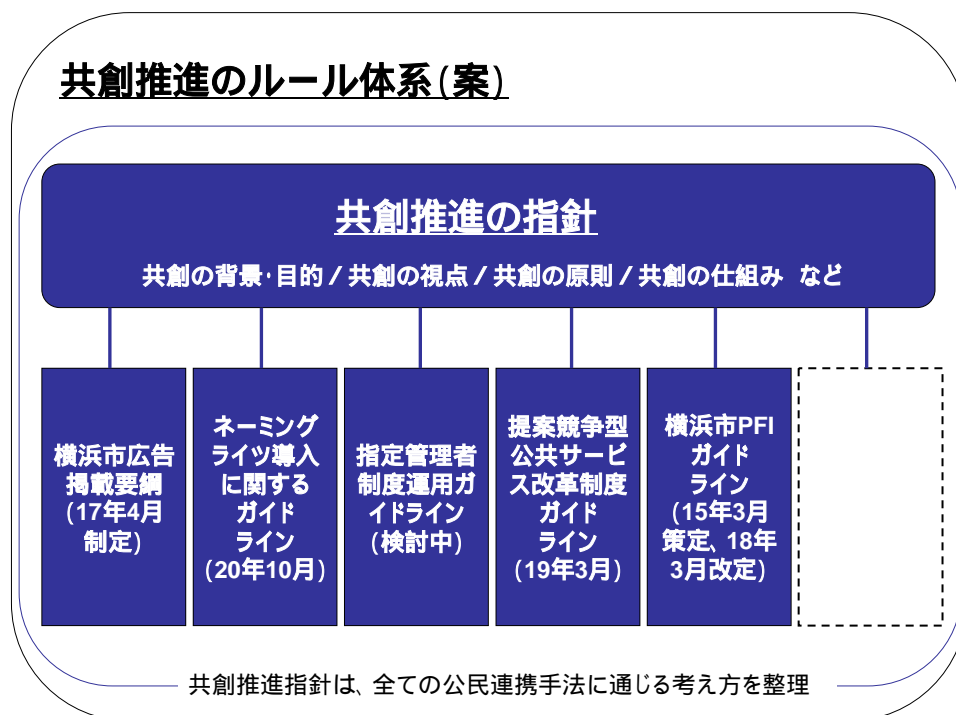 共創推進のルール体系(案)
共創推進の指針
共創の背景・目的 / 共創の視点 / 共創の原則 / 共創の仕組み など
横浜市広告
掲載要綱
(17年4月
制定)
ネーミング
ライツ導入
に関する
ガイド
ライン
(20年10月)
指定管理者
制度運用ガ
イドライン
(検討中)
提案競争型
公共サービ
ス改革制度
ガイド
ライン
(19年3月)
横浜市PFI
ガイド
ライン
(15年3月
策定、18年
3月改定)
共創推進指針は、全ての公民連携手法に通じる考え方を整理